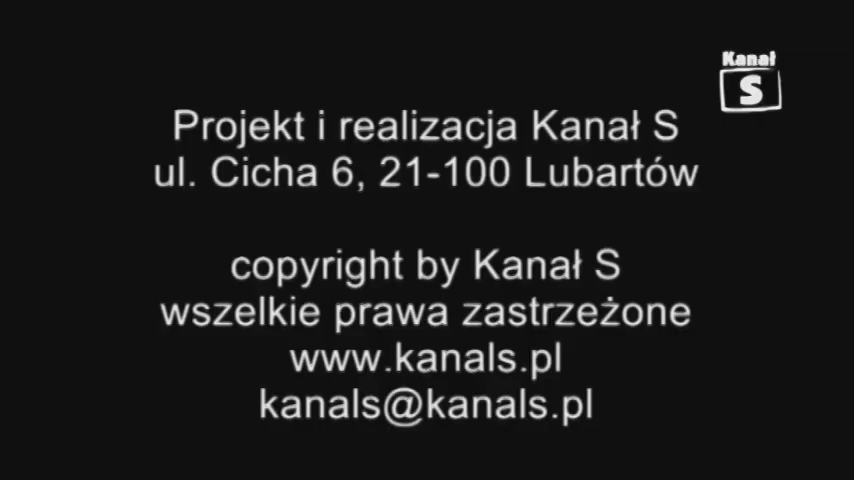 Kanał
S
Projekt i realizacja Kanał S
ul. Cicha 6, 21-100 Lubartów
copyright by Kanał S
wszelkie prawa zastrzeżone
www.kanals.pl
kanals@kanals.pl